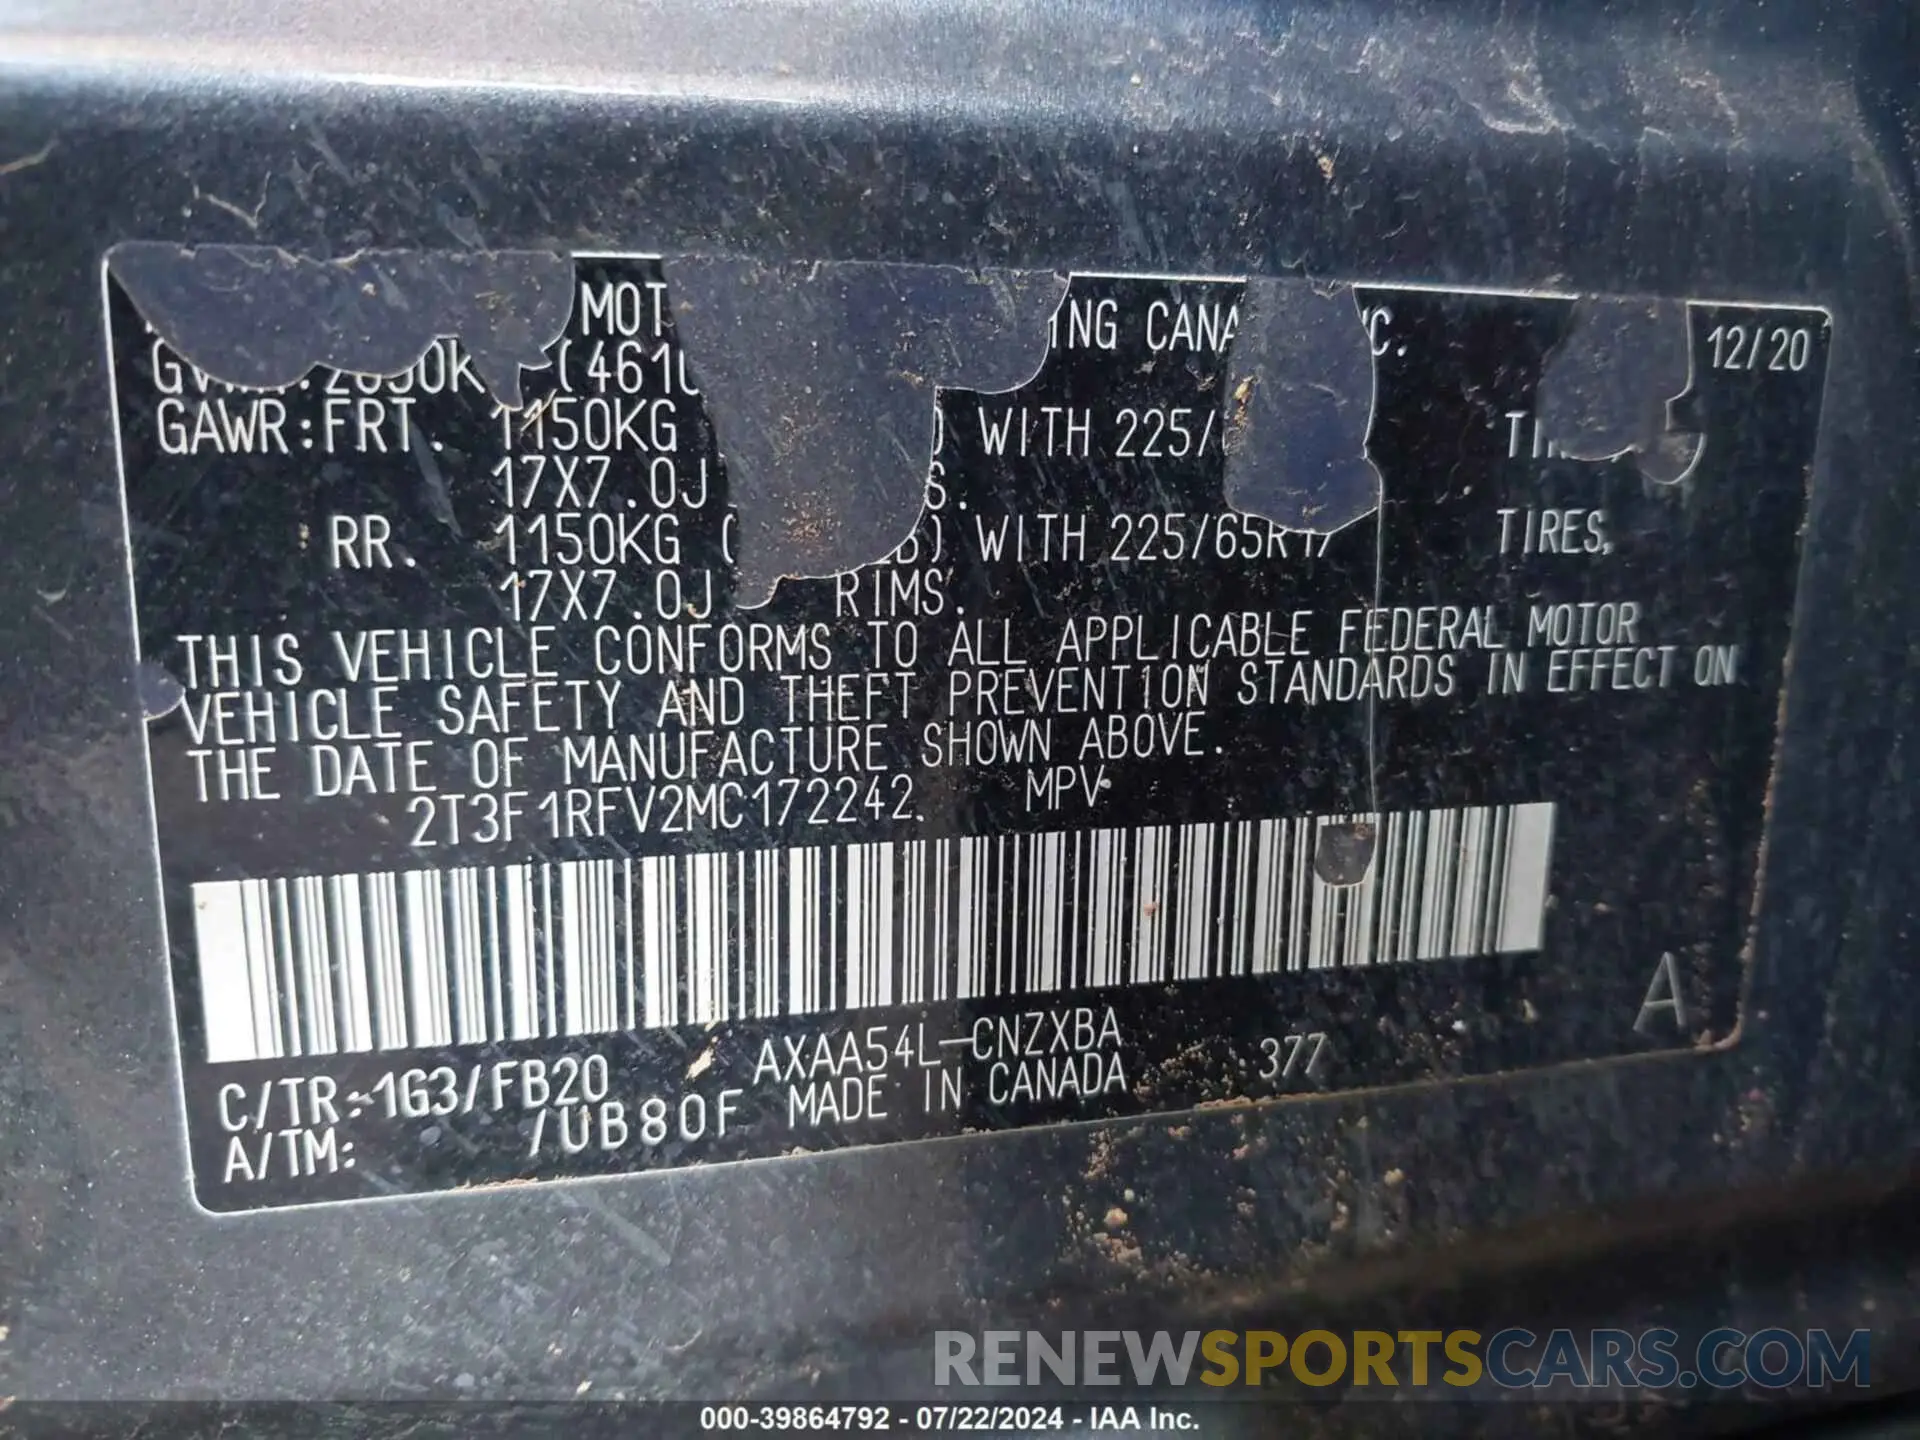 MOT ING CANA C. 12/20
(461
GAWR:FRT. 1150KG WITH 225/
17X7.0J S.
RR. 1150KG ( B) WITH 225/65R17 TIRES,
17X7.0J RIMS.
THIS VEHICLE CONFORMS TO ALL APPLICABLE FEDERAL MOTOR
VEHICLE SAFETY AND THEFT PREVENTION STANDARDS IN EFFECT ON
THE DATE OF MANUFACTURE SHOWN ABOVE.
2T3F1RFV2MC172242 MPV
A
C/TR:1G3/FB20 AXAA54L-CNZXBA 377
A/TM: /UB80F MADE IN CANADA
RENEWSPORTSCARS.COM
000-39864792 - 07/22/2024 - IAA Inc.